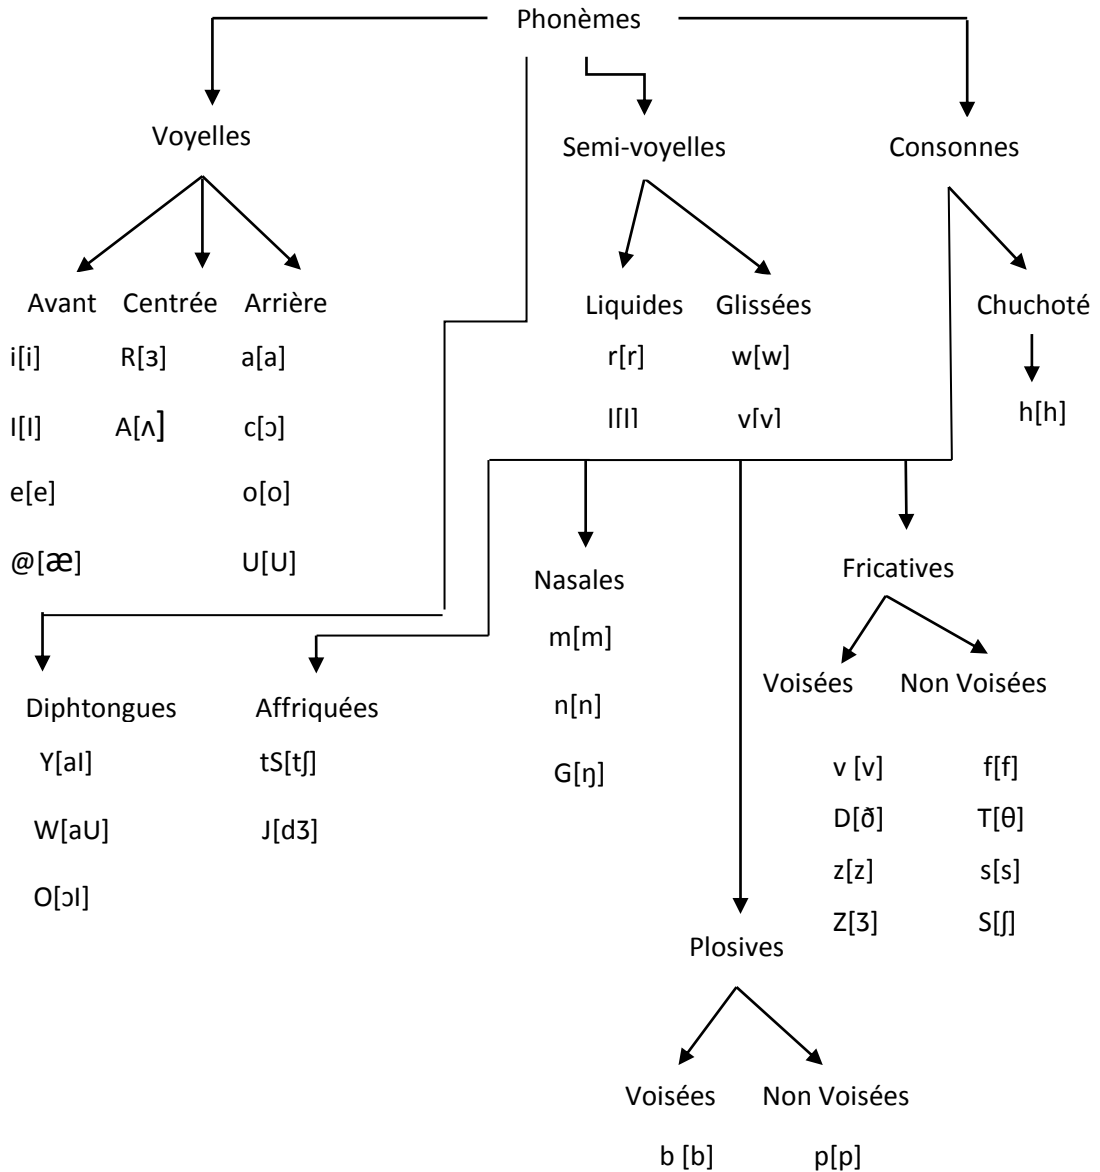 Phonèmes
Voyelles
Semi-voyelles
Consonnes
Avant Centrée Arrière
Liquides Glissées
Chuchoté
i[i] R[ɜ] a[a]
r[r] w[w]
I[I] A[ʌ] c[ɔ]
l[l] v[v]
h[h]
e[e] o[o]
@[æ] U[U]
Nasales
Fricatives
m[m]
n[n]
G[ŋ]
Voisées Non Voisées
Diphtongues Affriquées
Y[aI] tS[tʃ]
W[aU] J[dƷ]
O[ɔI]
v [v] f[f]
D[ð] T[θ]
z[z] s[s]
Z[Ʒ] S[ʃ]
Plosives
Voisées Non Voisées
b [b] p[p]